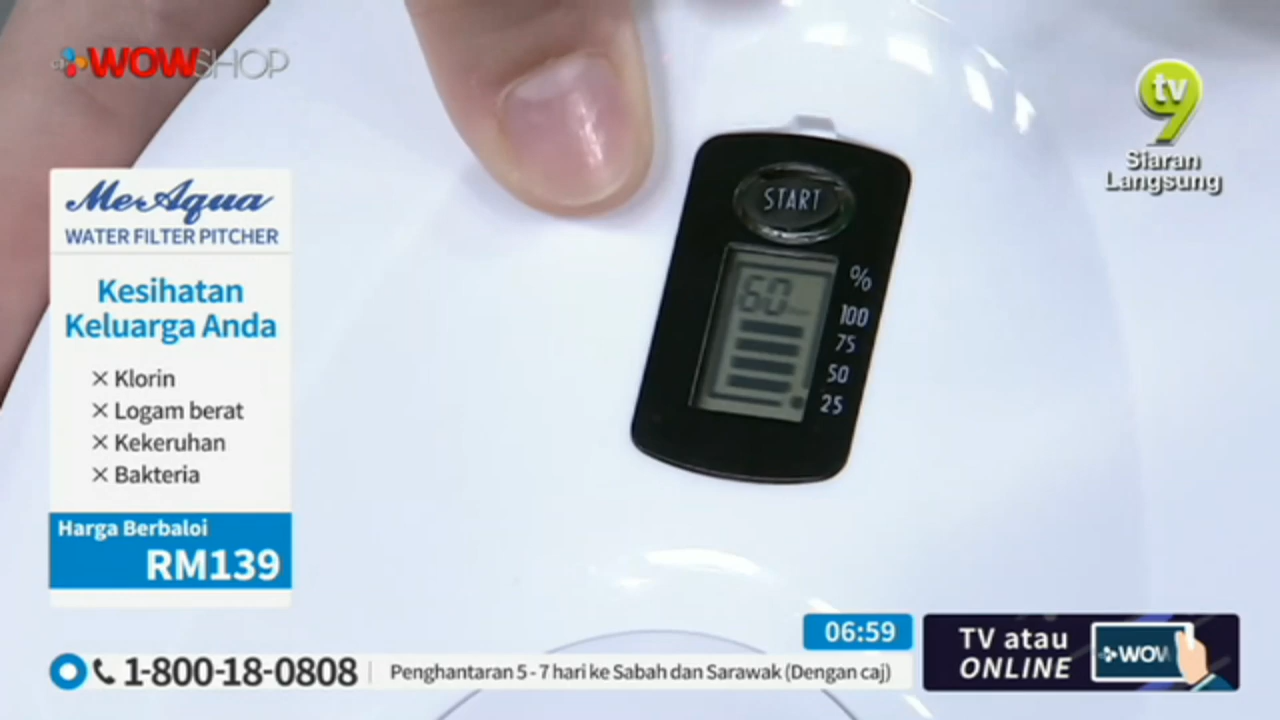 WOWSHOP
tv
9
Siaran
Langsung
MeAqua
WATER FILTER PITCHER
Kesihatan
Keluarga Anda
× Klorin
× Logam berat
× Kekeruhan
× Bakteria
Harga Berbaloi
RM139
START
60
%
100
75
50
25
06:59
1-800-18-0808
Penghantaran 5 - 7 hari ke Sabah dan Sarawak (Dengan caj)
TV atau
ONLINE
WOW